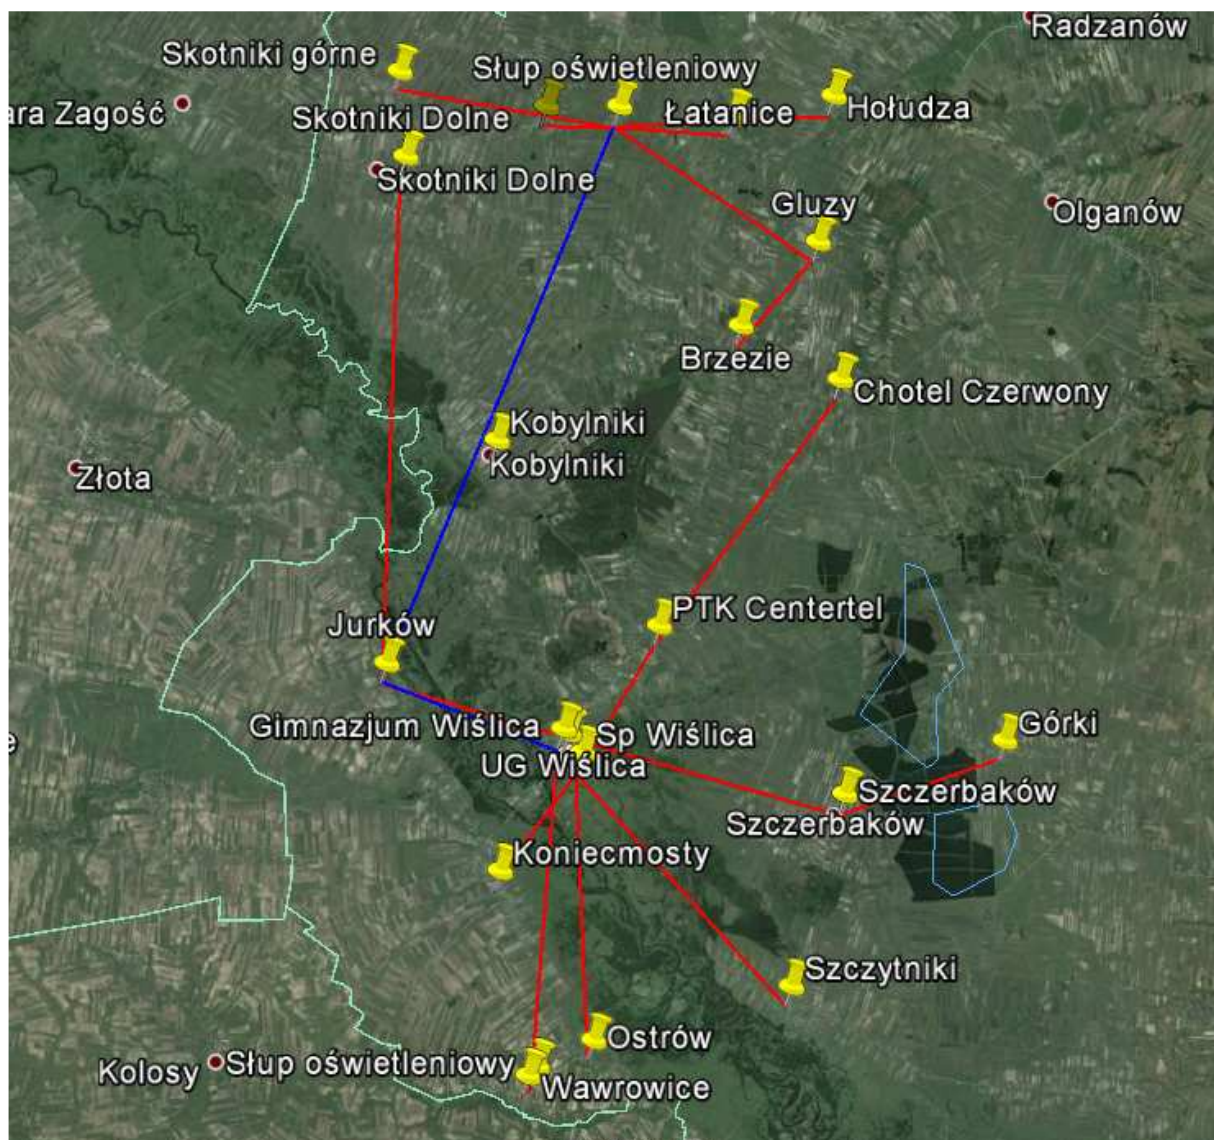 Radzanów
Skotniki górne
Słup oświetleniowy
ara Zagość
Skotniki Dolne
Łatanice
Hołudza
Skotniki Dolne
Gluzy
Olganów
Brzezie
Chotel Czerwony
Kobylniki
Kobylniki
Złota
PTK Centertel
Jurków
Gimnazjum Wiślica
Sp Wiślica
Górki
UG Wiślica
Szczerbaków
Szczerbaków
Koniecmosty
Szczytniki
Ostrów
Kolosy
Słup oświetleniowy
Wawrowice